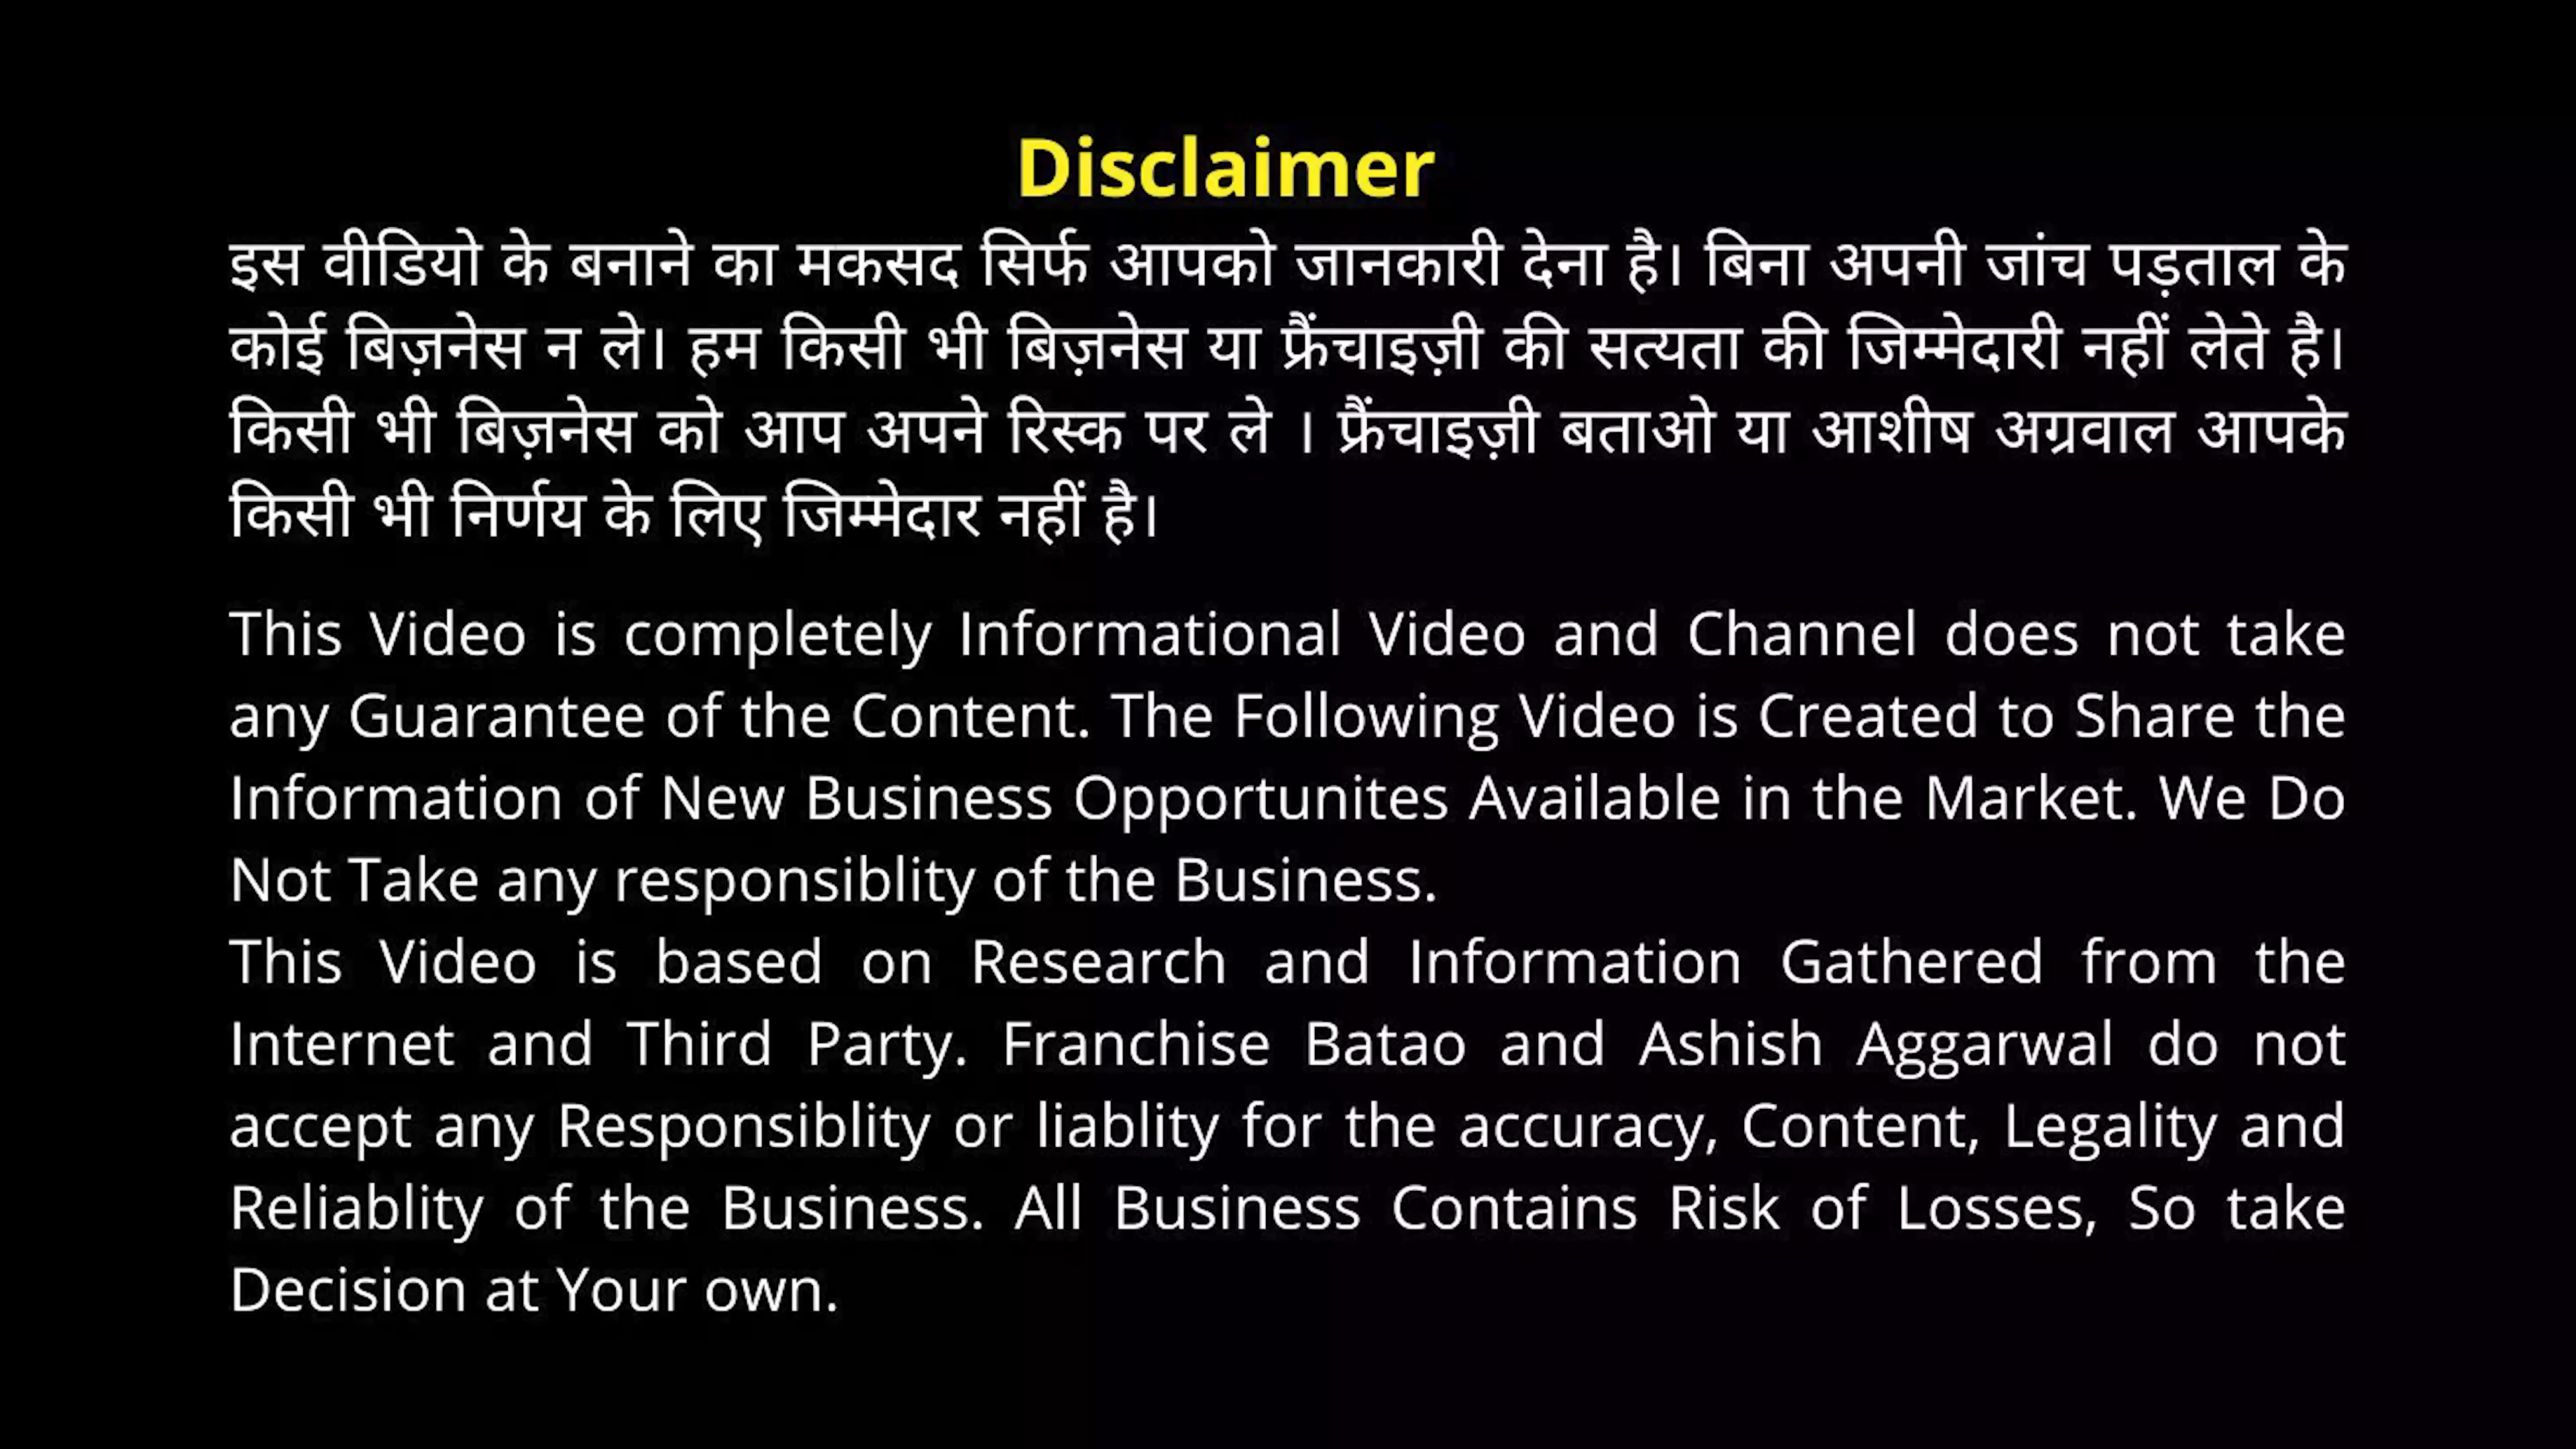 Disclaimer
इस वीडियो के बनाने का मकसद सिर्फ आपको जानकारी देना है। बिना अपनी जांच पड़ताल के
कोई बिज़नेस न ले। हम किसी भी बिज़नेस या फ्रैंचाइज़ी की सत्यता की जिम्मेदारी नहीं लेते है।
किसी भी बिज़नेस को आप अपने रिस्क पर ले । फ्रैंचाइज़ी बताओ या आशीष अग्रवाल आपके
किसी भी निर्णय के लिए जिम्मेदार नहीं है।
This Video is completely Informational Video and Channel does not take
any Guarantee of the Content. The Following Video is Created to Share the
Information of New Business Opportunites Available in the Market. We Do
Not Take any responsiblity of the Business.
This Video is based on Research and Information Gathered from the
Internet and Third Party. Franchise Batao and Ashish Aggarwal do not
accept any Responsiblity or liablity for the accuracy, Content, Legality and
Reliablity of the Business. All Business Contains Risk of Losses, So take
Decision at Your own.